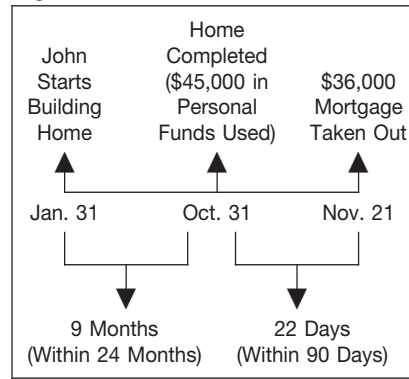 John
Starts
Building
Home
Home
Completed
($45,000 in
Personal
Funds Used)
$36,000
Mortgage
Taken Out
Jan. 31
Oct. 31
Nov. 21
9 Months
(Within 24 Months)
22 Days
(Within 90 Days)